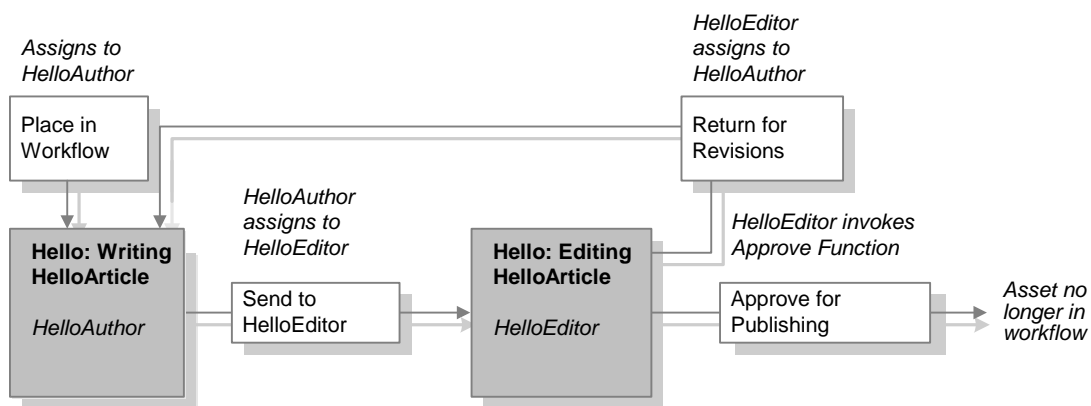 Assigns to
HelloAuthor
HelloEditor
assigns to
HelloAuthor
Place in
Workflow
Return for
Revisions
HelloAuthor
assigns to
HelloEditor
HelloEditor invokes
Approve Function
Hello: Writing
HelloArticle
HelloAuthor
Send to
HelloEditor
Hello: Editing
HelloArticle
HelloEditor
Approve for
Publishing
Asset no
longer in
workflow